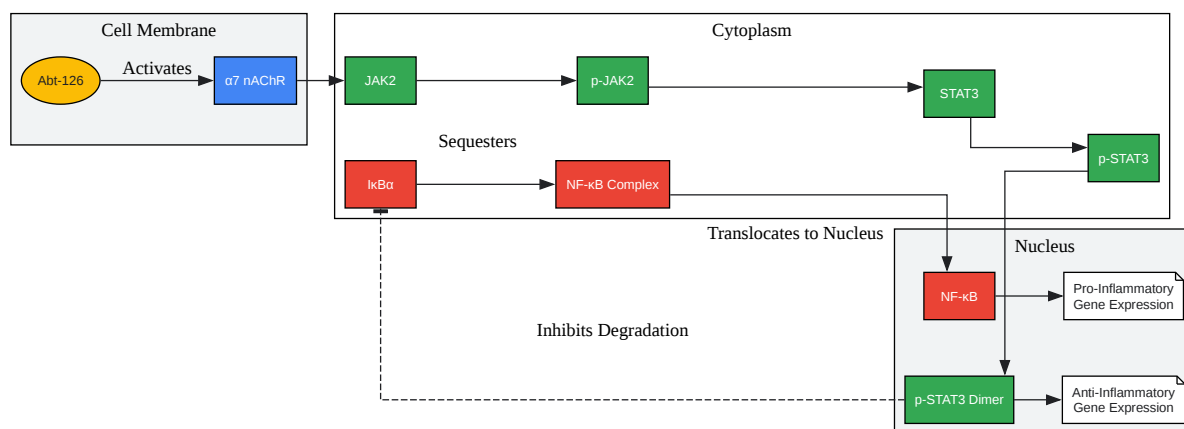 Cell Membrane
Cytoplasm
Abt-126
Activates
α7 nAChR
JAK2
p-JAK2
STAT3
p-STAT3
Sequesters
IκBα
NF-κB Complex
Translocates to Nucleus
Nucleus
NF-κB
Pro-Inflammatory
Gene Expression
Inhibits Degradation
p-STAT3 Dimer
Anti-Inflammatory
Gene Expression